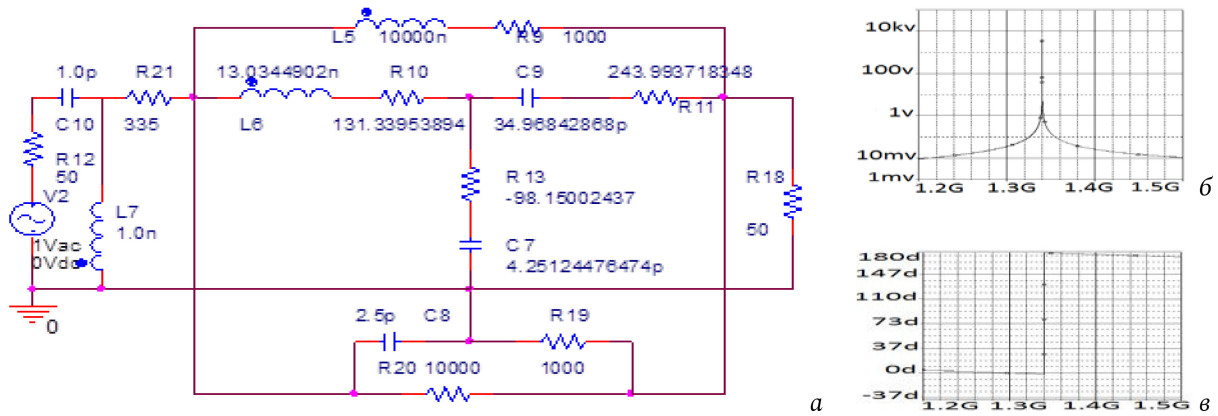 L5 10000n R9 1000
1.0p R21 13.0344902n R10 C9 243.993718348
C10 335 L6 131.33953894 34.96842868p R11
R12
50
V2
1Vac
0Vdc
L7
1.0n
R13
-98.15002437
C7
4.25124476474p
R18
50
0
2.5p C8 R19
R20 10000 1000
а
10kv
100v
1v
10mv
1mv
1.2G 1.3G 1.4G 1.5G
б
180d
147d
110d
73d
37d
0d
-37d
1.2G 1.3G 1.4G 1.5G
в